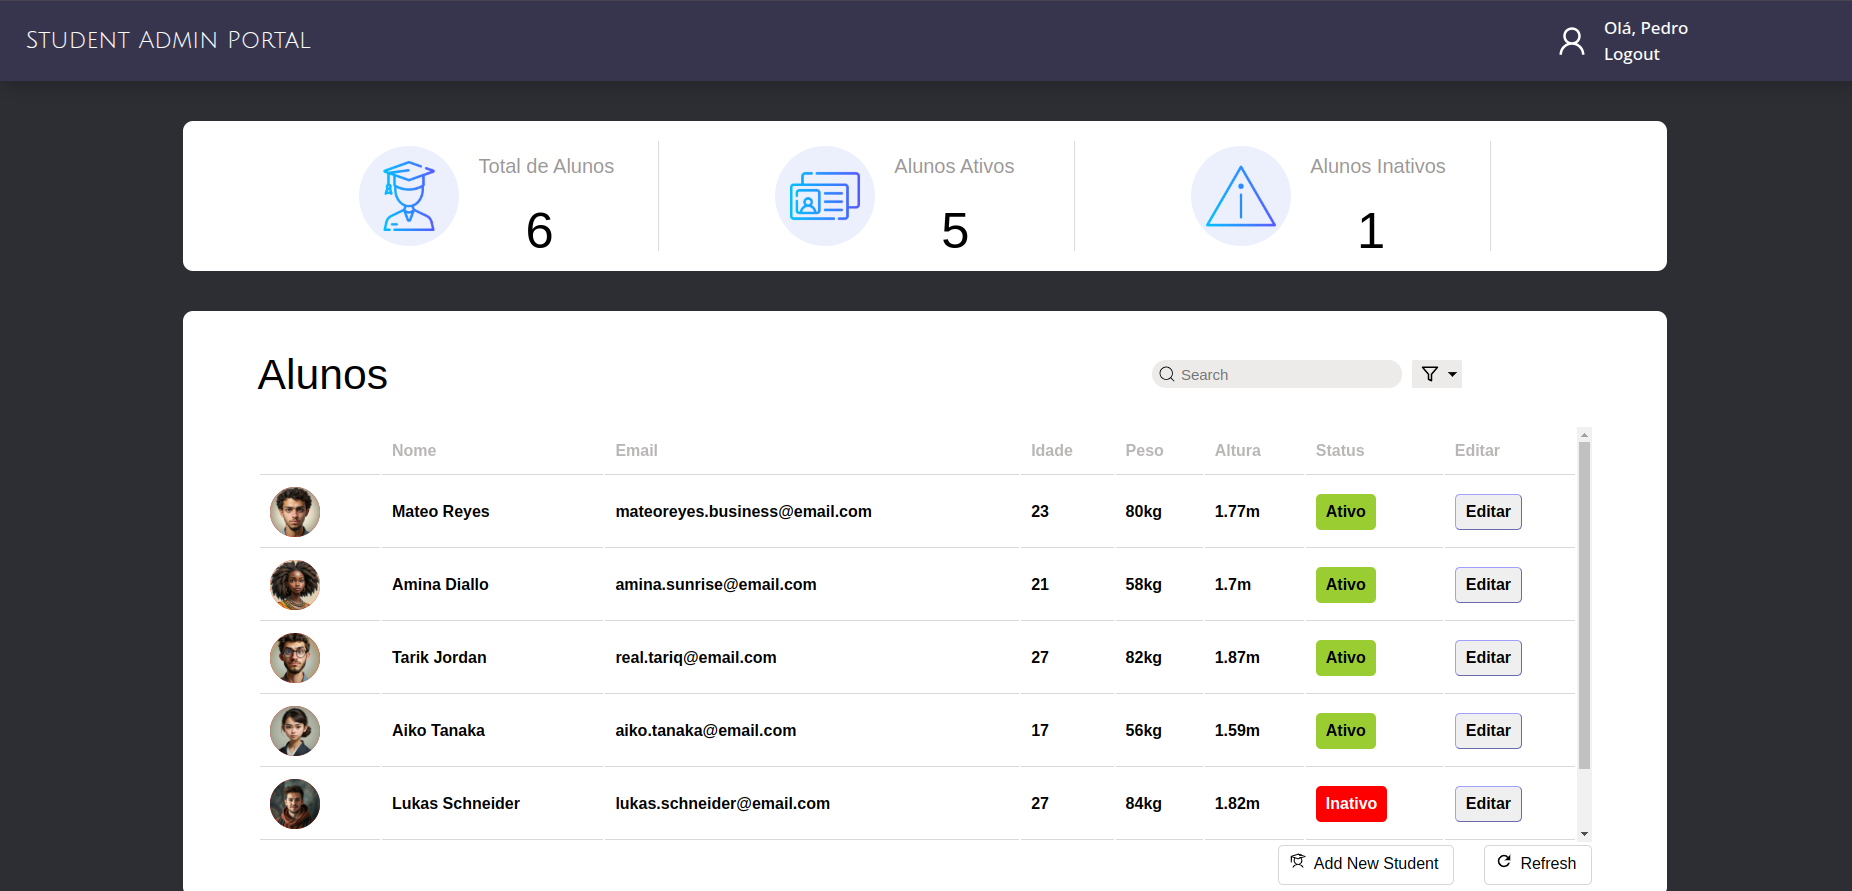 Student Admin Portal
Olá, Pedro
Logout
Total de Alunos
6
Alunos Ativos
5
Alunos Inativos
1
Alunos
Search
Nome Email Idade Peso Altura Status Editar
Mateo Reyes mateoreyes.business@email.com 23 80kg 1.77m Ativo Editar
Amina Diallo amina.sunrise@email.com 21 58kg 1.7m Ativo Editar
Tarik Jordan real.tariq@email.com 27 82kg 1.87m Ativo Editar
Aiko Tanaka aiko.tanaka@email.com 17 56kg 1.59m Ativo Editar
Lukas Schneider lukas.schneider@email.com 27 84kg 1.82m Inativo Editar
Add New Student Refresh